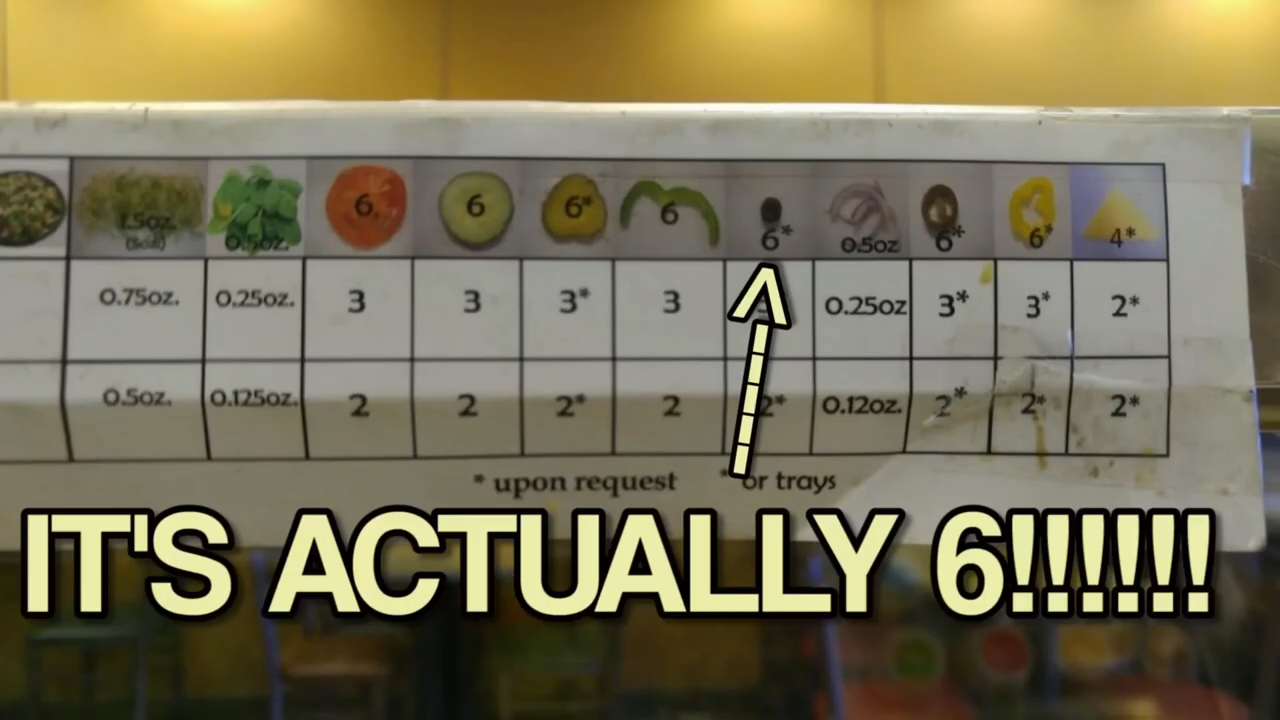 1.5oz. 0.5oz. 6 6 6* 6 6* 0.5oz 6* 6* 4*
0.75oz. 0.25oz. 3 3 3* 3 0.25oz 3* 3* 2*
0.5oz. 0.125oz. 2 2 2* 2 2* 0.12oz. 2* 2* 2*
* upon request * or trays
IT'S ACTUALLY 6!!!!!!